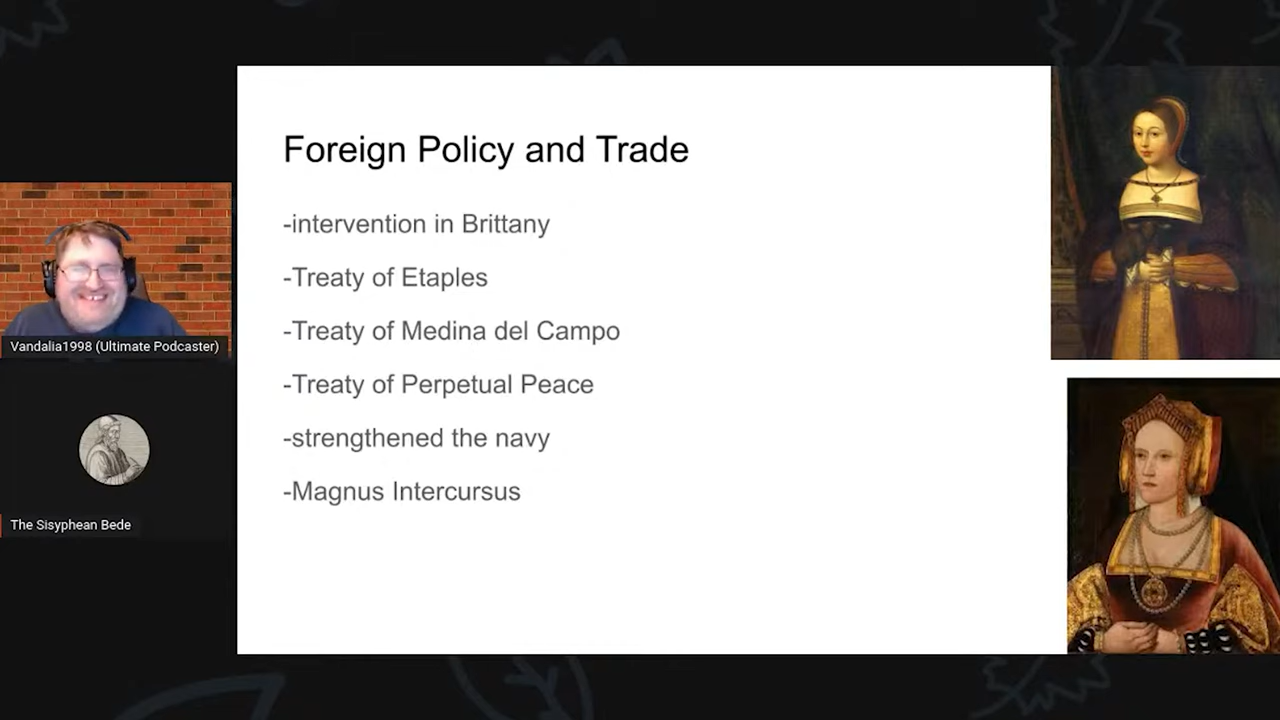 Foreign Policy and Trade
-intervention in Brittany
-Treaty of Etaples
-Treaty of Medina del Campo
-Treaty of Perpetual Peace
-strengthened the navy
-Magnus Intercursus
Vandalia1998 (Ultimate Podcaster)
The Sisyphean Bede